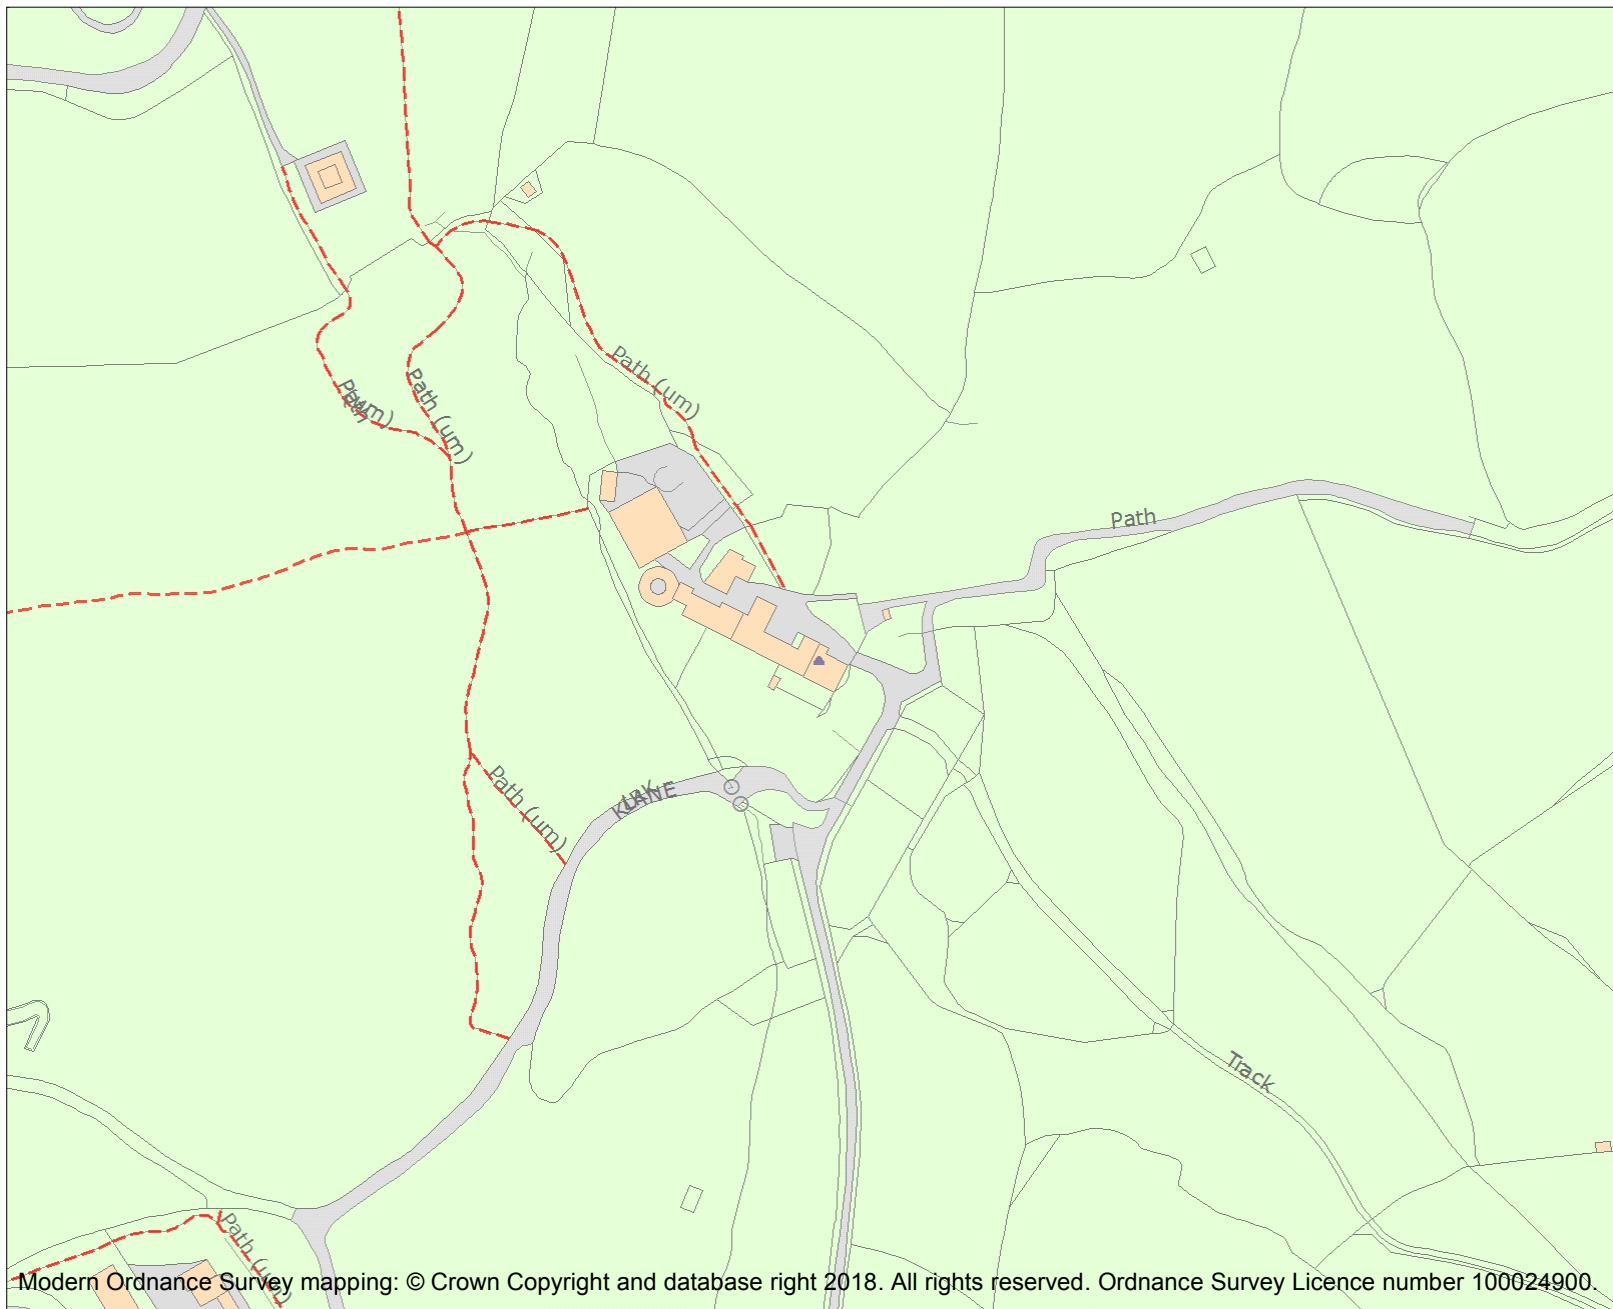 Path (um)
Path (um)
Path (um)
Path
Path (um)
LANE
Track
Path (um)
Modern Ordnance Survey mapping: © Crown Copyright and database right 2018. All rights reserved. Ordnance Survey Licence number 100024900.